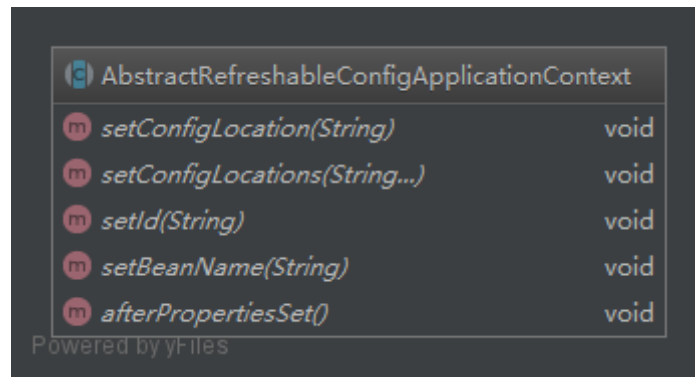 AbstractRefreshableConfigApplicationContext
m setConfigLocation(String) void
m setConfigLocations(String...) void
m setId(String) void
m setBeanName(String) void
m afterPropertiesSet() void
Powered by yFiles